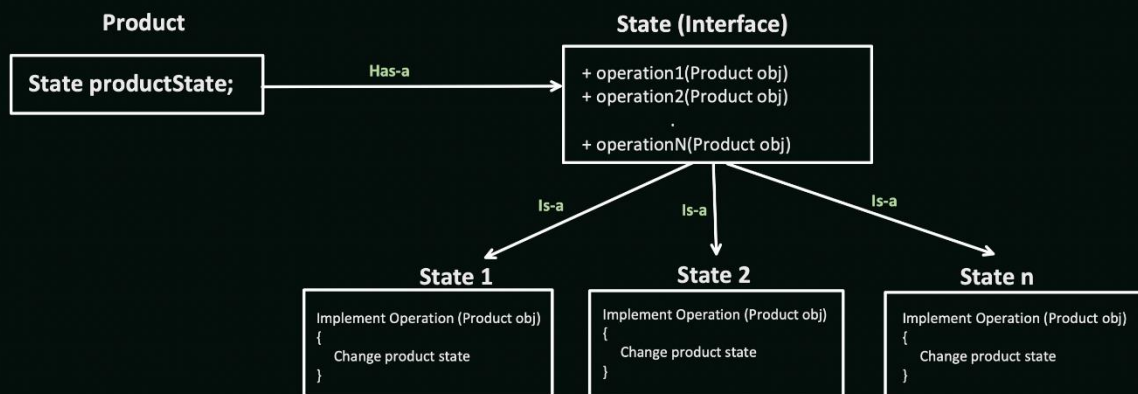 Product
State productState;
Has-a
State (Interface)
+ operation1(Product obj)
+ operation2(Product obj)
.
+ operationN(Product obj)
Is-a
Is-a
Is-a
State 1
Implement Operation (Product obj)
{
Change product state
}
State 2
Implement Operation (Product obj)
{
Change product state
}
State n
Implement Operation (Product obj)
{
Change product state
}